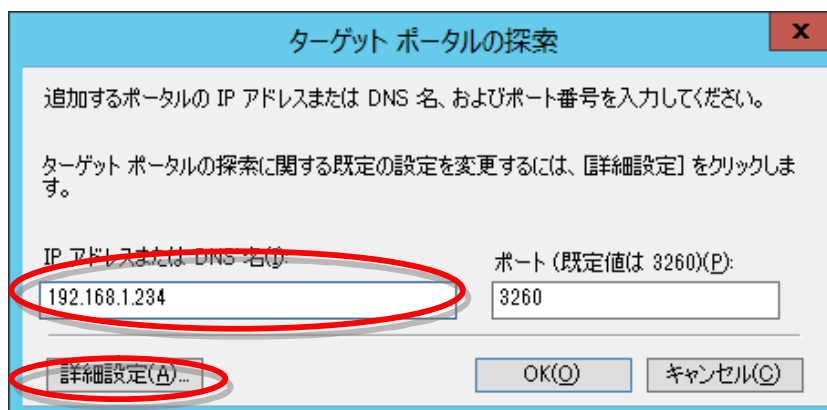 ターゲット ポータルの探索
x
追加するポータルの IP アドレスまたは DNS 名、およびポート番号を入力してください。
ターゲット ポータルの探索に関する既定の設定を変更するには、[詳細設定] をクリックしま
す。
IP アドレスまたは DNS 名(I):
ポート (既定値は 3260)(P):
192.168.1.234
3260
詳細設定(A)...
OK(O)
キャンセル(C)